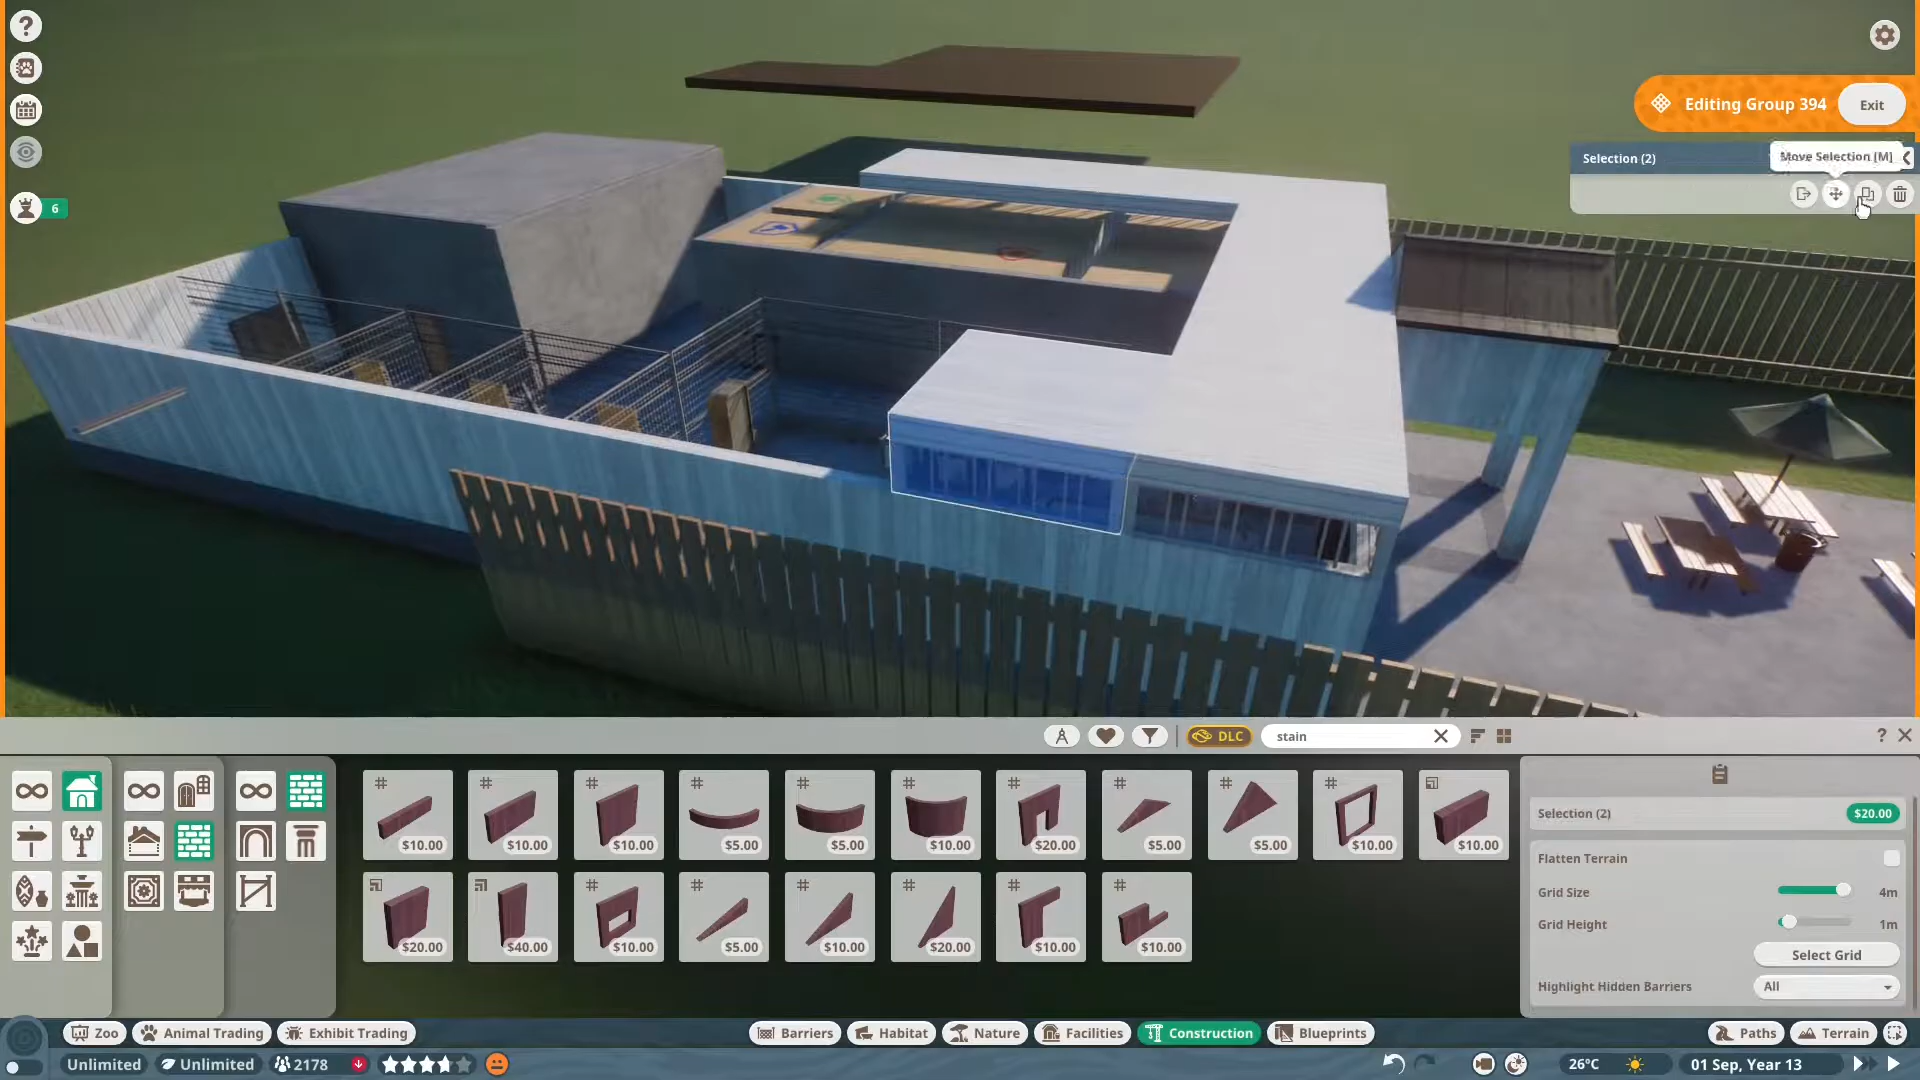 ?
Editing Group 394
Exit
Selection (2)
Move Selection [M]
6
DLC
stain
?
$10.00
$10.00
$10.00
$5.00
$5.00
$10.00
$20.00
$5.00
$5.00
$10.00
$10.00
$20.00
$40.00
$10.00
$5.00
$10.00
$20.00
$10.00
$10.00
Selection (2)
$20.00
Flatten Terrain
Grid Size
4m
Grid Height
1m
Select Grid
Highlight Hidden Barriers
All
Zoo
Animal Trading
Exhibit Trading
Barriers
Habitat
Nature
Facilities
Construction
Blueprints
Paths
Terrain
Unlimited
Unlimited
2178
26°C
01 Sep, Year 13